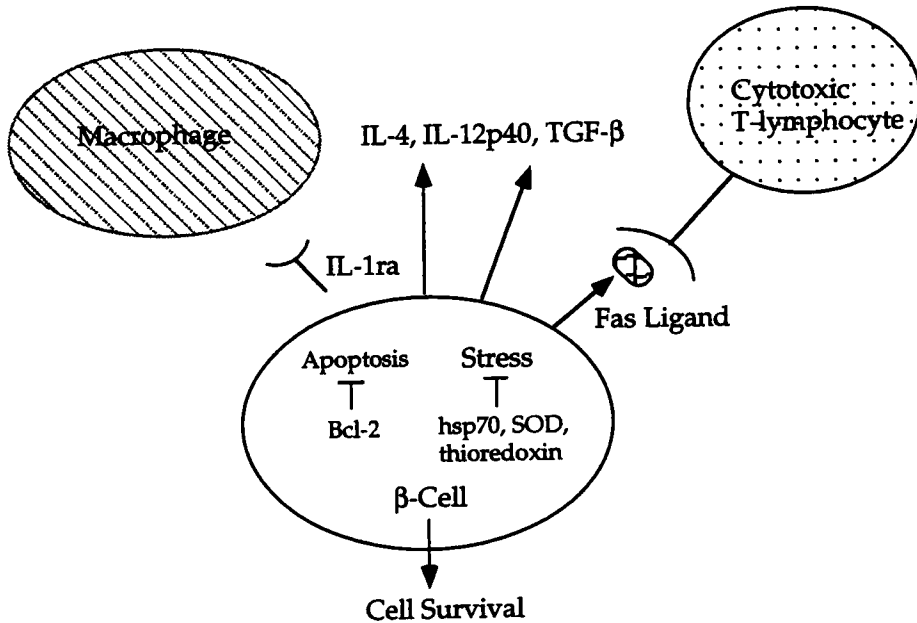 Macrophage
Cytotoxic
T-lymphocyte
IL-4, IL-12p40, TGF-β
IL-1ra
Fas Ligand
Apoptosis
Stress
Bcl-2
hsp70, SOD,
thioredoxin
β-Cell
Cell Survival